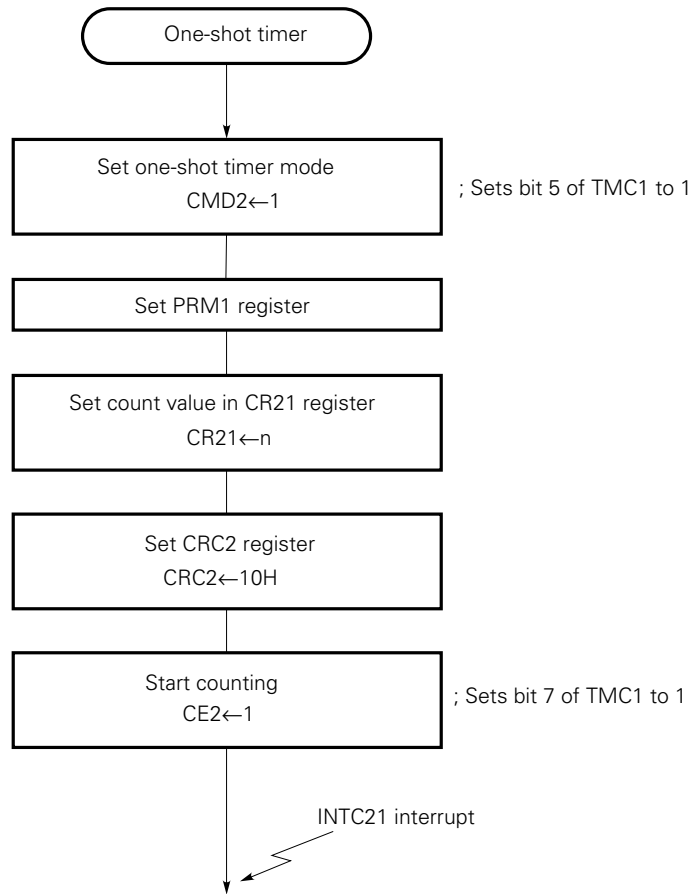 One-shot timer
Set one-shot timer mode
CMD2←1
; Sets bit 5 of TMC1 to 1
Set PRM1 register
Set count value in CR21 register
CR21←n
Set CRC2 register
CRC2←10H
Start counting
CE2←1
; Sets bit 7 of TMC1 to 1
INTC21 interrupt